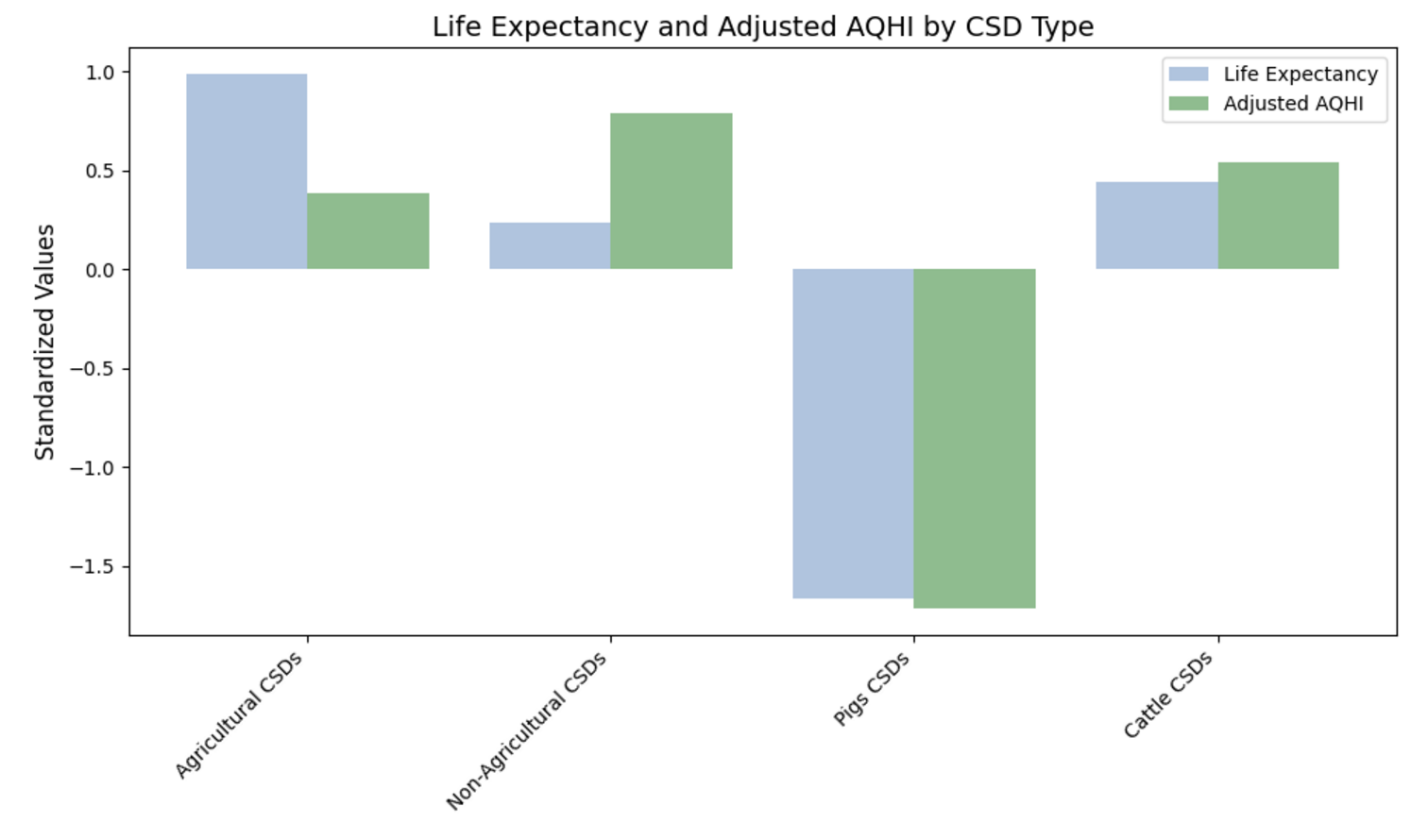 Life Expectancy and Adjusted AQHI by CSD Type
Life Expectancy
Adjusted AQHI
Standardized Values
1.0
0.5
0.0
−0.5
−1.0
−1.5
Agricultural CSDs
Non-Agricultural CSDs
Pigs CSDs
Cattle CSDs